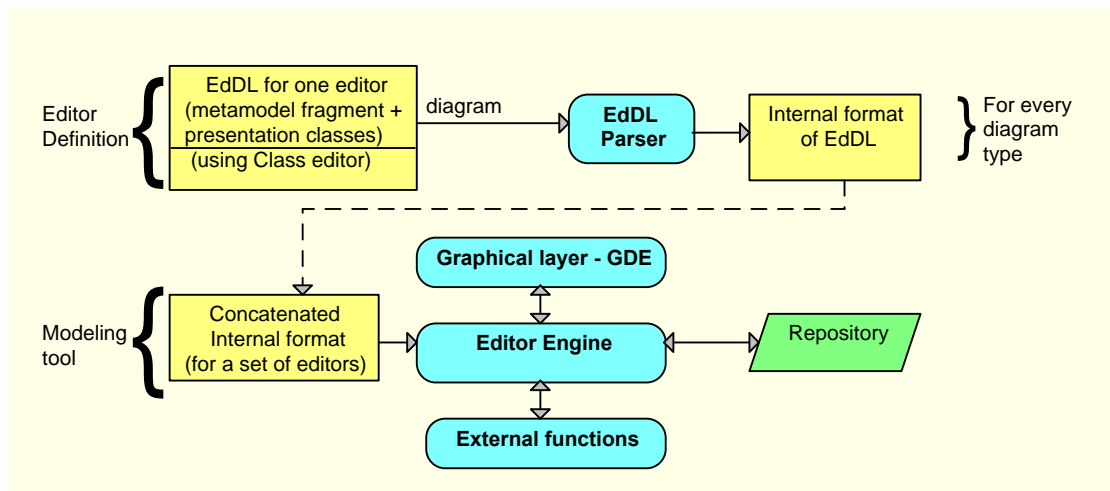 Editor
Definition
EdDL for one editor
(metamodel fragment +
presentation classes)
(using Class editor)
diagram
EdDL
Parser
Internal format
of EdDL
For every
diagram
type
Graphical layer - GDE
Modeling
tool
Concatenated
Internal format
(for a set of editors)
Editor Engine
Repository
External functions